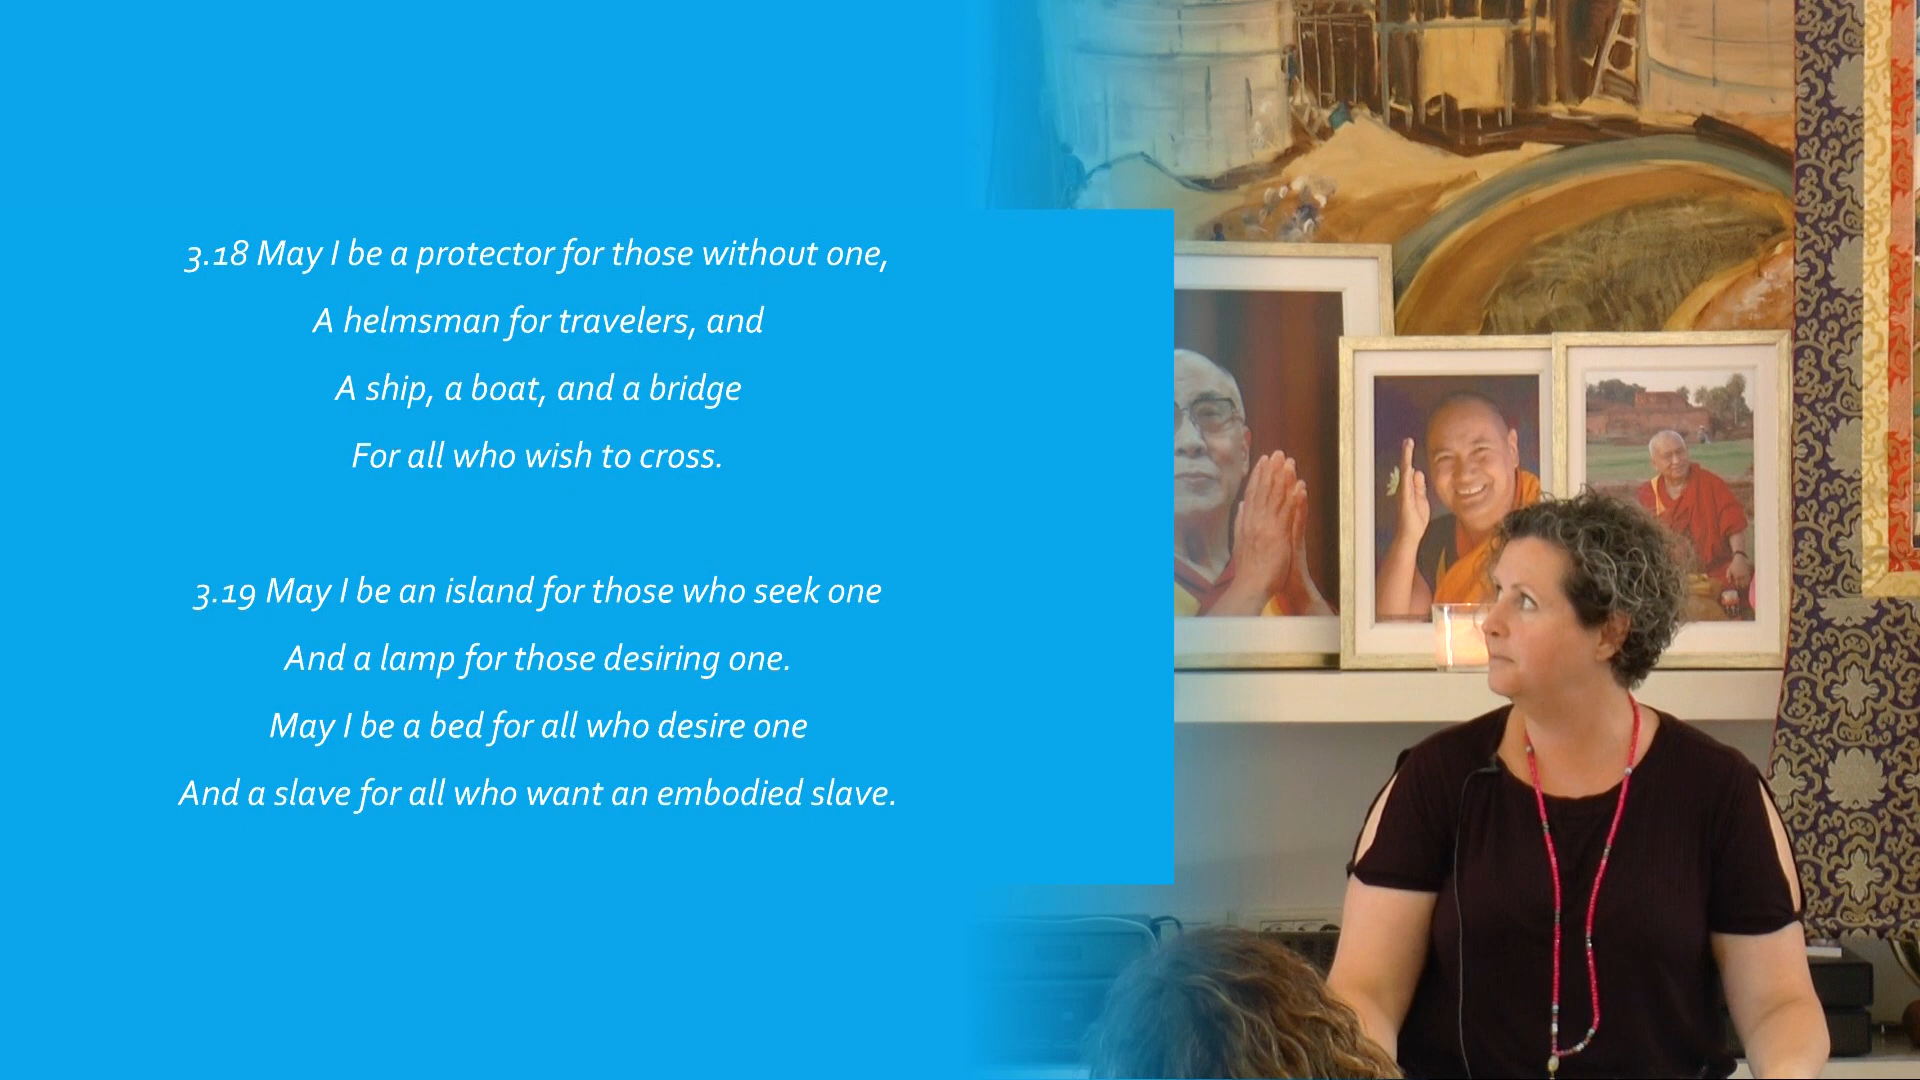 3.18 May I be a protector for those without one,
A helmsman for travelers, and
A ship, a boat, and a bridge
For all who wish to cross.
3.19 May I be an island for those who seek one
And a lamp for those desiring one.
May I be a bed for all who desire one
And a slave for all who want an embodied slave.